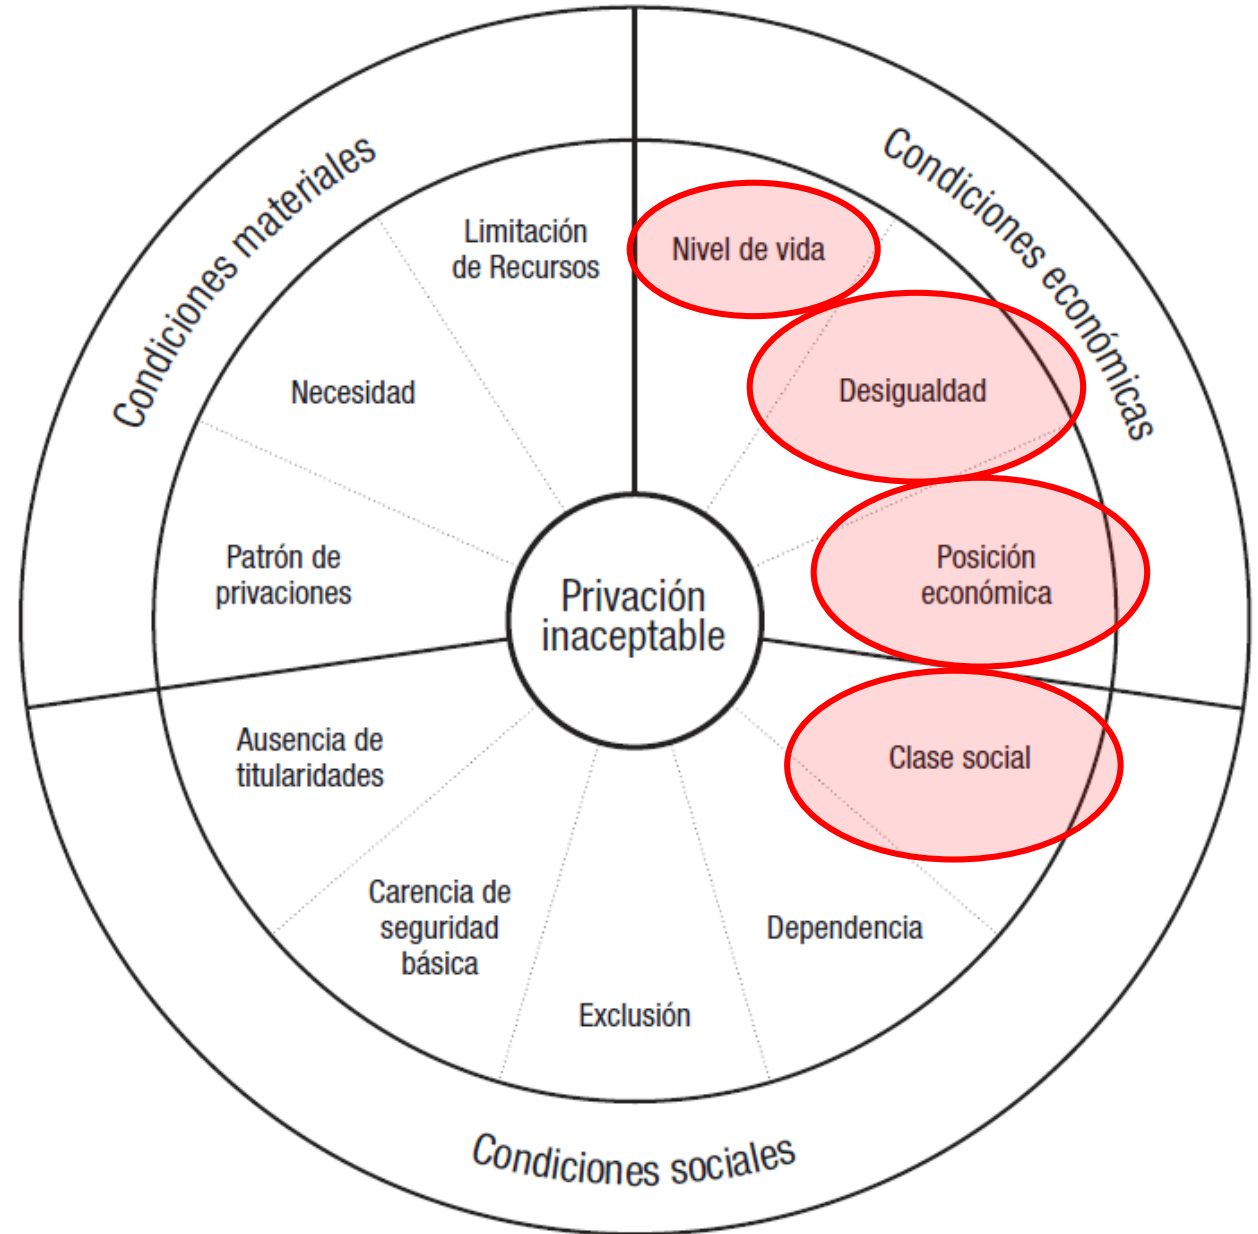 Condiciones materiales
Condiciones económicas
Limitación
de Recursos
Nivel de vida
Necesidad
Desigualdad
Patrón de
privaciones
Privación
inaceptable
Posición
económica
Ausencia de
titularidades
Clase social
Carencia de
seguridad
básica
Dependencia
Exclusión
Condiciones sociales